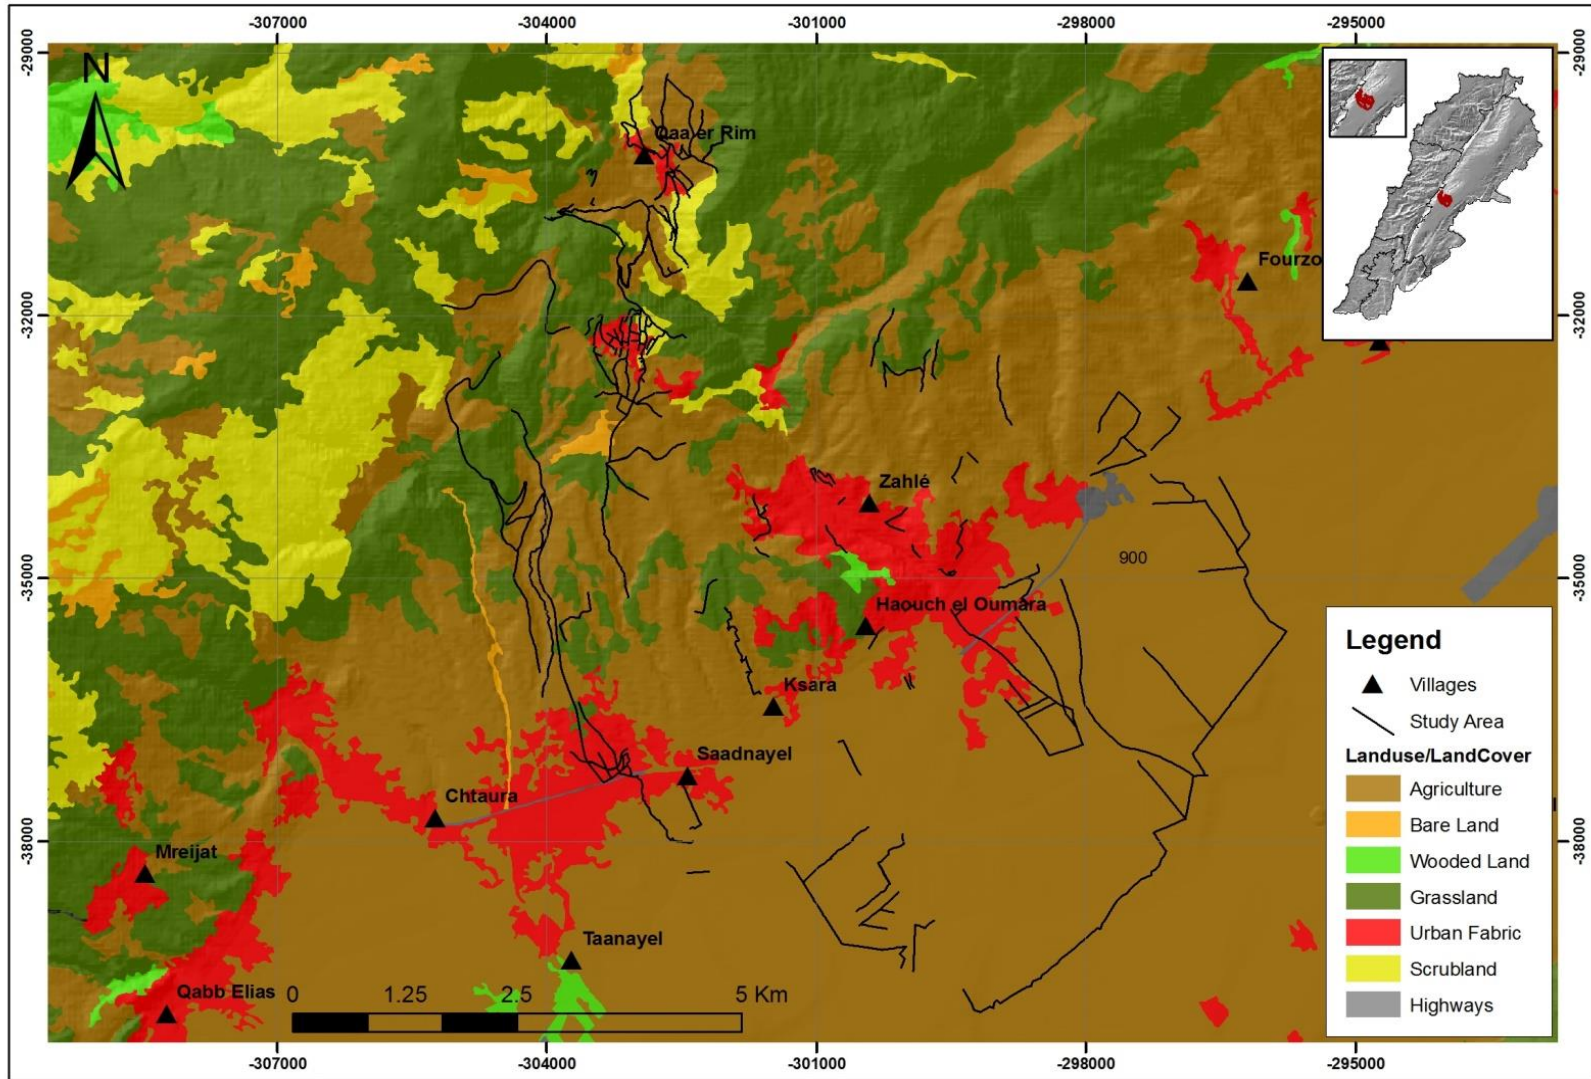 -307000 -304000 -301000 -298000 -295000
-29000 -29000
N
Qaa er Rim
Fourzo
-32000 -32000
Zahlé
900
-35000 -35000
Haouch el Oumara
Ksara
Saadnayel
Chtaura
-38000 -38000
Mreijat
Taanayel
Qabb Elias
0 1.25 2.5 5 Km
Legend
Villages
Study Area
Landuse/LandCover
Agriculture
Bare Land
Wooded Land
Grassland
Urban Fabric
Scrubland
Highways
-307000 -304000 -301000 -298000 -295000